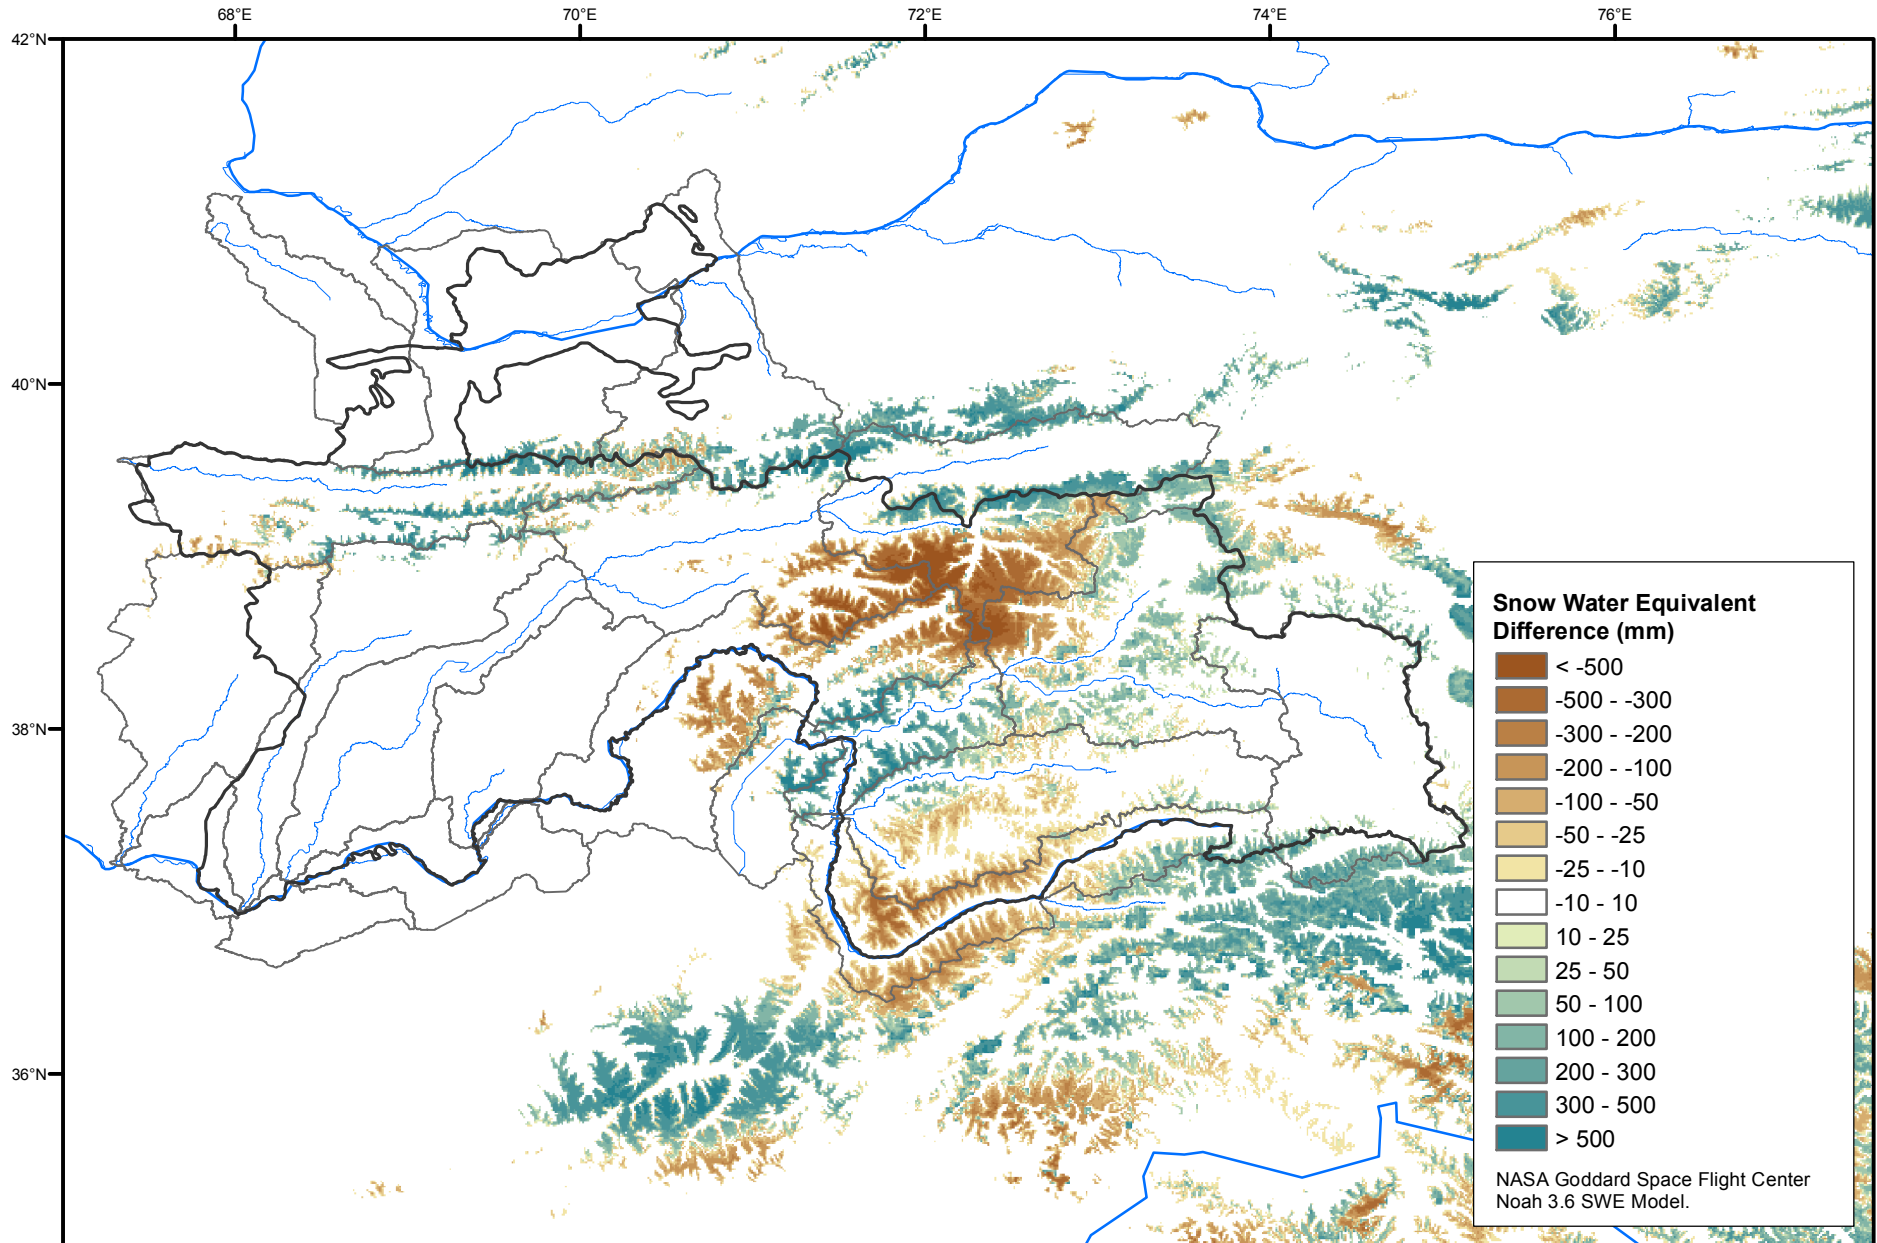 68°E
70°E
72°E
74°E
76°E
42°N
40°N
38°N
36°N
Snow Water Equivalent
Difference (mm)
< -500
-500 - -300
-300 - -200
-200 - -100
-100 - -50
-50 - -25
-25 - -10
-10 - 10
10 - 25
25 - 50
50 - 100
100 - 200
200 - 300
300 - 500
> 500
NASA Goddard Space Flight Center
Noah 3.6 SWE Model.